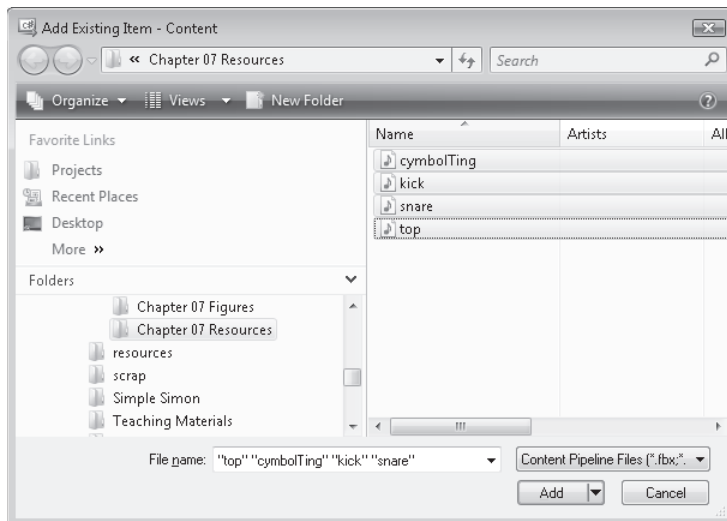 Add Existing Item - Content
« Chapter 07 Resources
Search
Organize
Views
New Folder
Favorite Links
Projects
Recent Places
Desktop
More »
Folders
Chapter 07 Figures
Chapter 07 Resources
resources
scrap
Simple Simon
Teaching Materials
Name Artists Al
cymbolTing
kick
snare
top
File name: "top" "cymbolTing" "kick" "snare"
Content Pipeline Files (*.fbx;*.
Add
Cancel